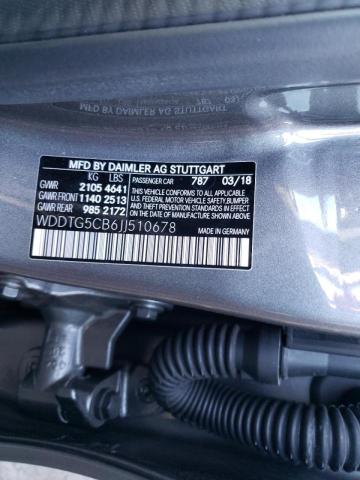 MFD BY DAIMLER AG STUTTGART
KG LBS
PASSENGER CAR 787 03/18
GVWR 2105 4641
GAWR FRONT 1140 2513
GAWR REAR 985 2172
THIS VEHICLE CONFORMS TO ALL
APPLICABLE U.S. FEDERAL
MOTOR VEHICLE SAFETY, BUMPER
AND THEFT PREVENTION
STANDARDS IN EFFECT ON THE
DATE OF MANUFACTURE
SHOWN ABOVE
WDDTG5CB6JJ510678
MADE IN GERMANY